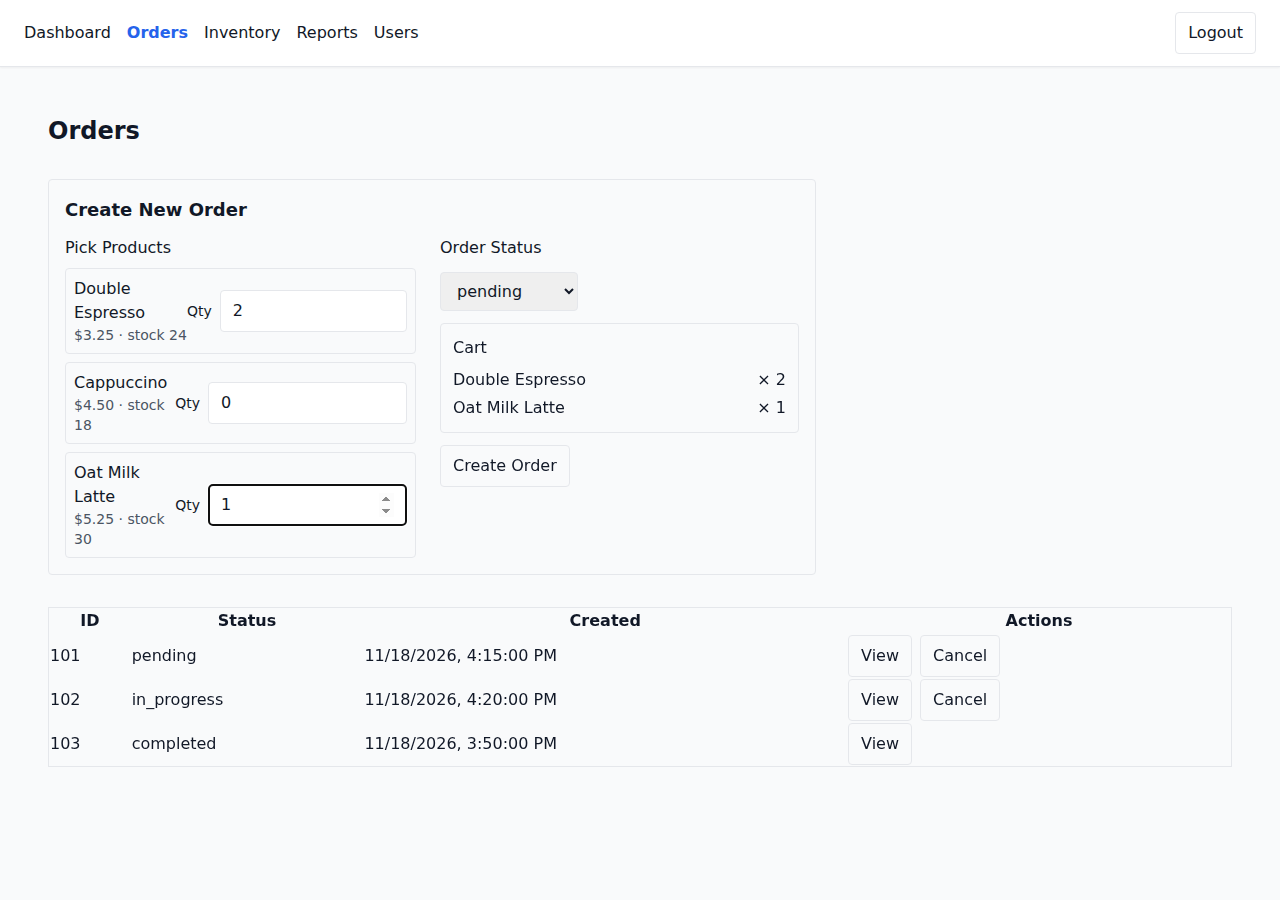 Dashboard Orders Inventory Reports Users Logout
Orders
Create New Order
Pick Products
Double
Espresso
$3.25 · stock 24
Qty 2
Cappuccino
$4.50 · stock
18
Qty 0
Oat Milk
Latte
$5.25 · stock
30
Qty 1
Order Status
pending
Cart
Double Espresso × 2
Oat Milk Latte × 1
Create Order
ID Status Created Actions
101 pending 11/18/2026, 4:15:00 PM View Cancel
102 in_progress 11/18/2026, 4:20:00 PM View Cancel
103 completed 11/18/2026, 3:50:00 PM View